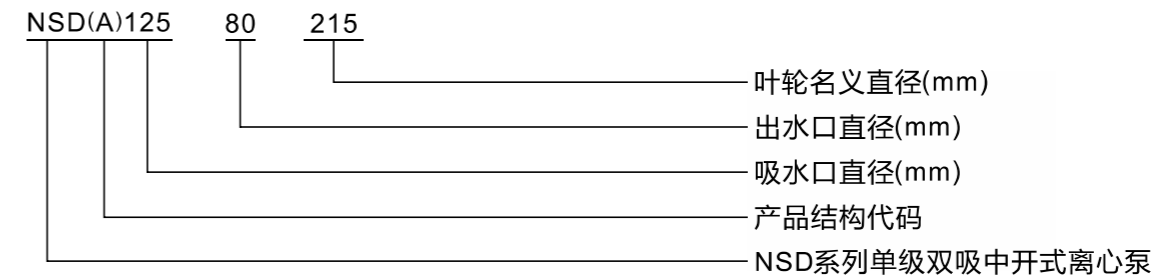 NSD(A)125 80 215
叶轮名义直径(mm)
出水口直径(mm)
吸水口直径(mm)
产品结构代码
NSD系列单级双吸中开式离心泵